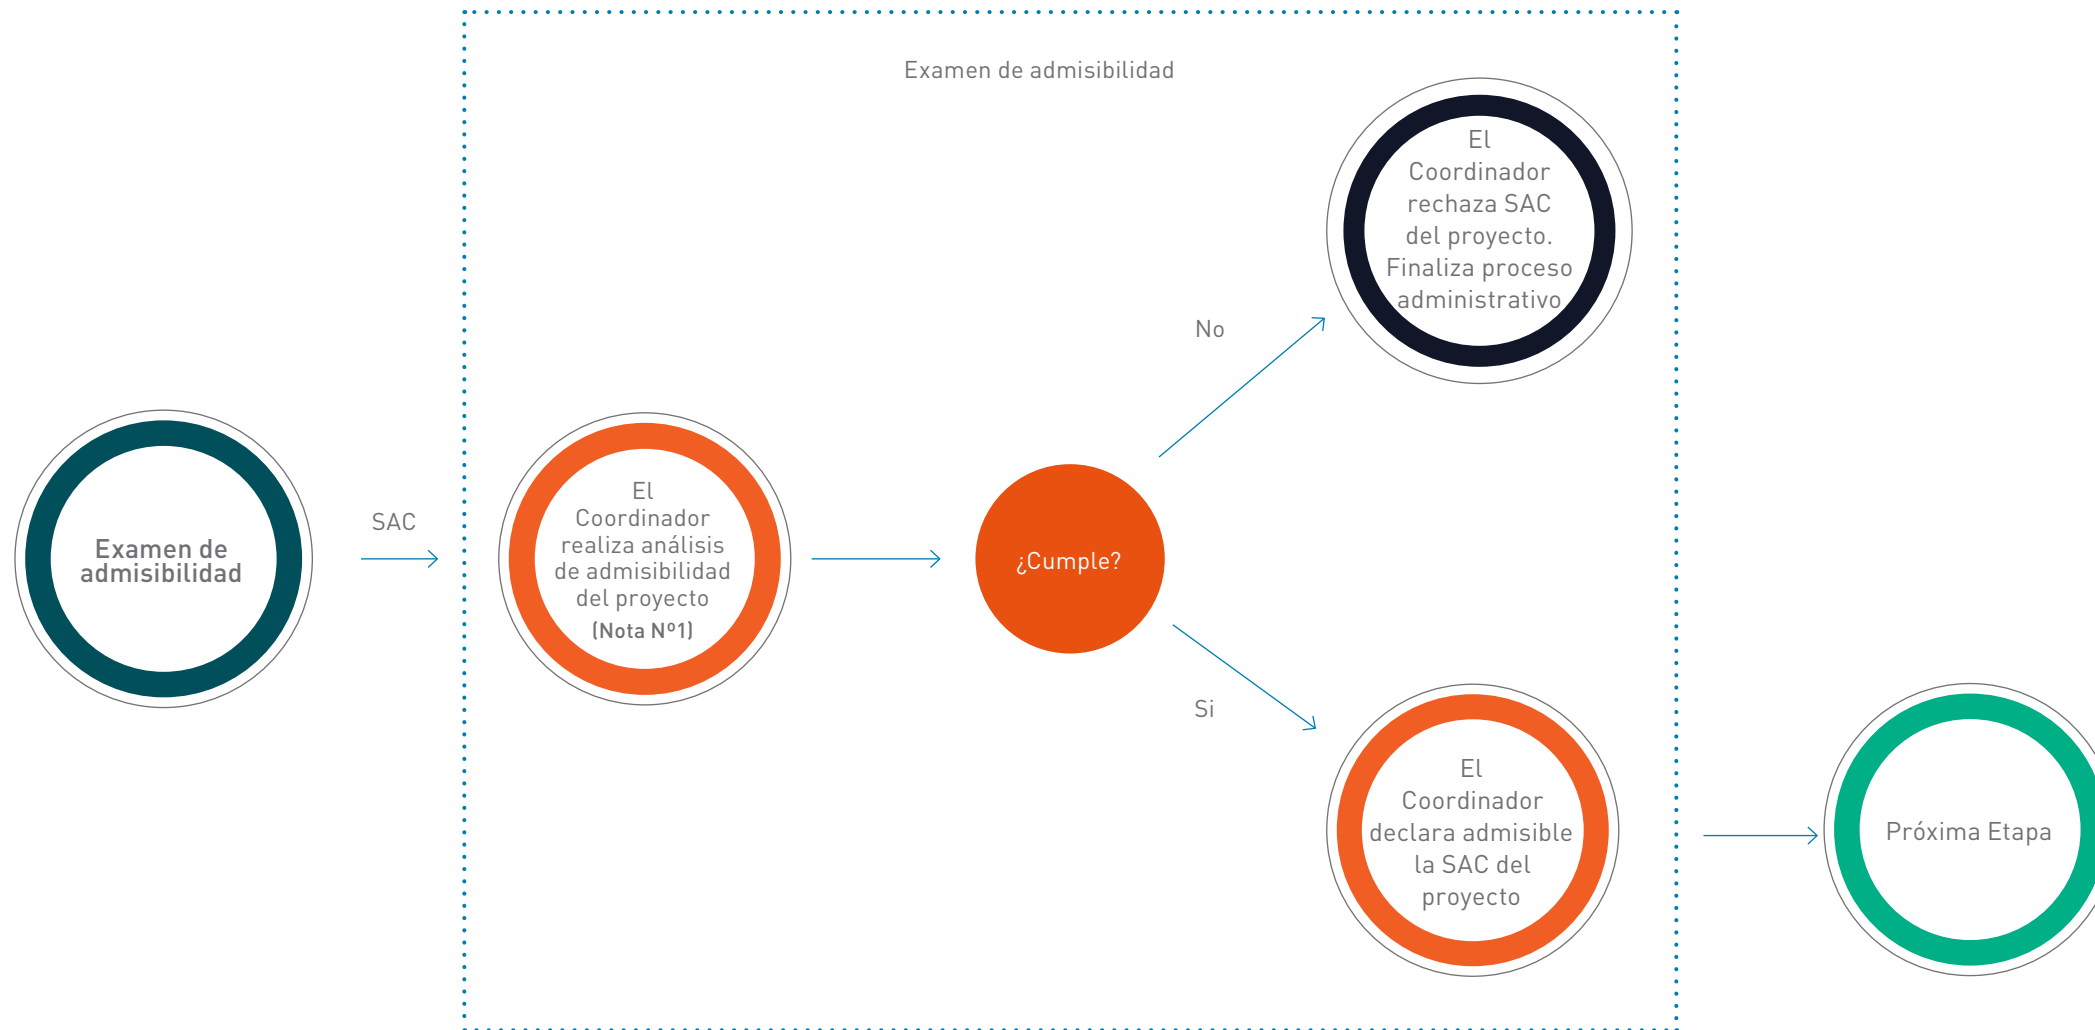 Examen de admisibilidad
Examen de
admisibilidad
SAC
El
Coordinador
realiza análisis
de admisibilidad
del proyecto
(Nota Nº1)
¿Cumple?
No
El
Coordinador
rechaza SAC
del proyecto.
Finaliza proceso
administrativo
Si
El
Coordinador
declara admisible
la SAC del
proyecto
Próxima Etapa